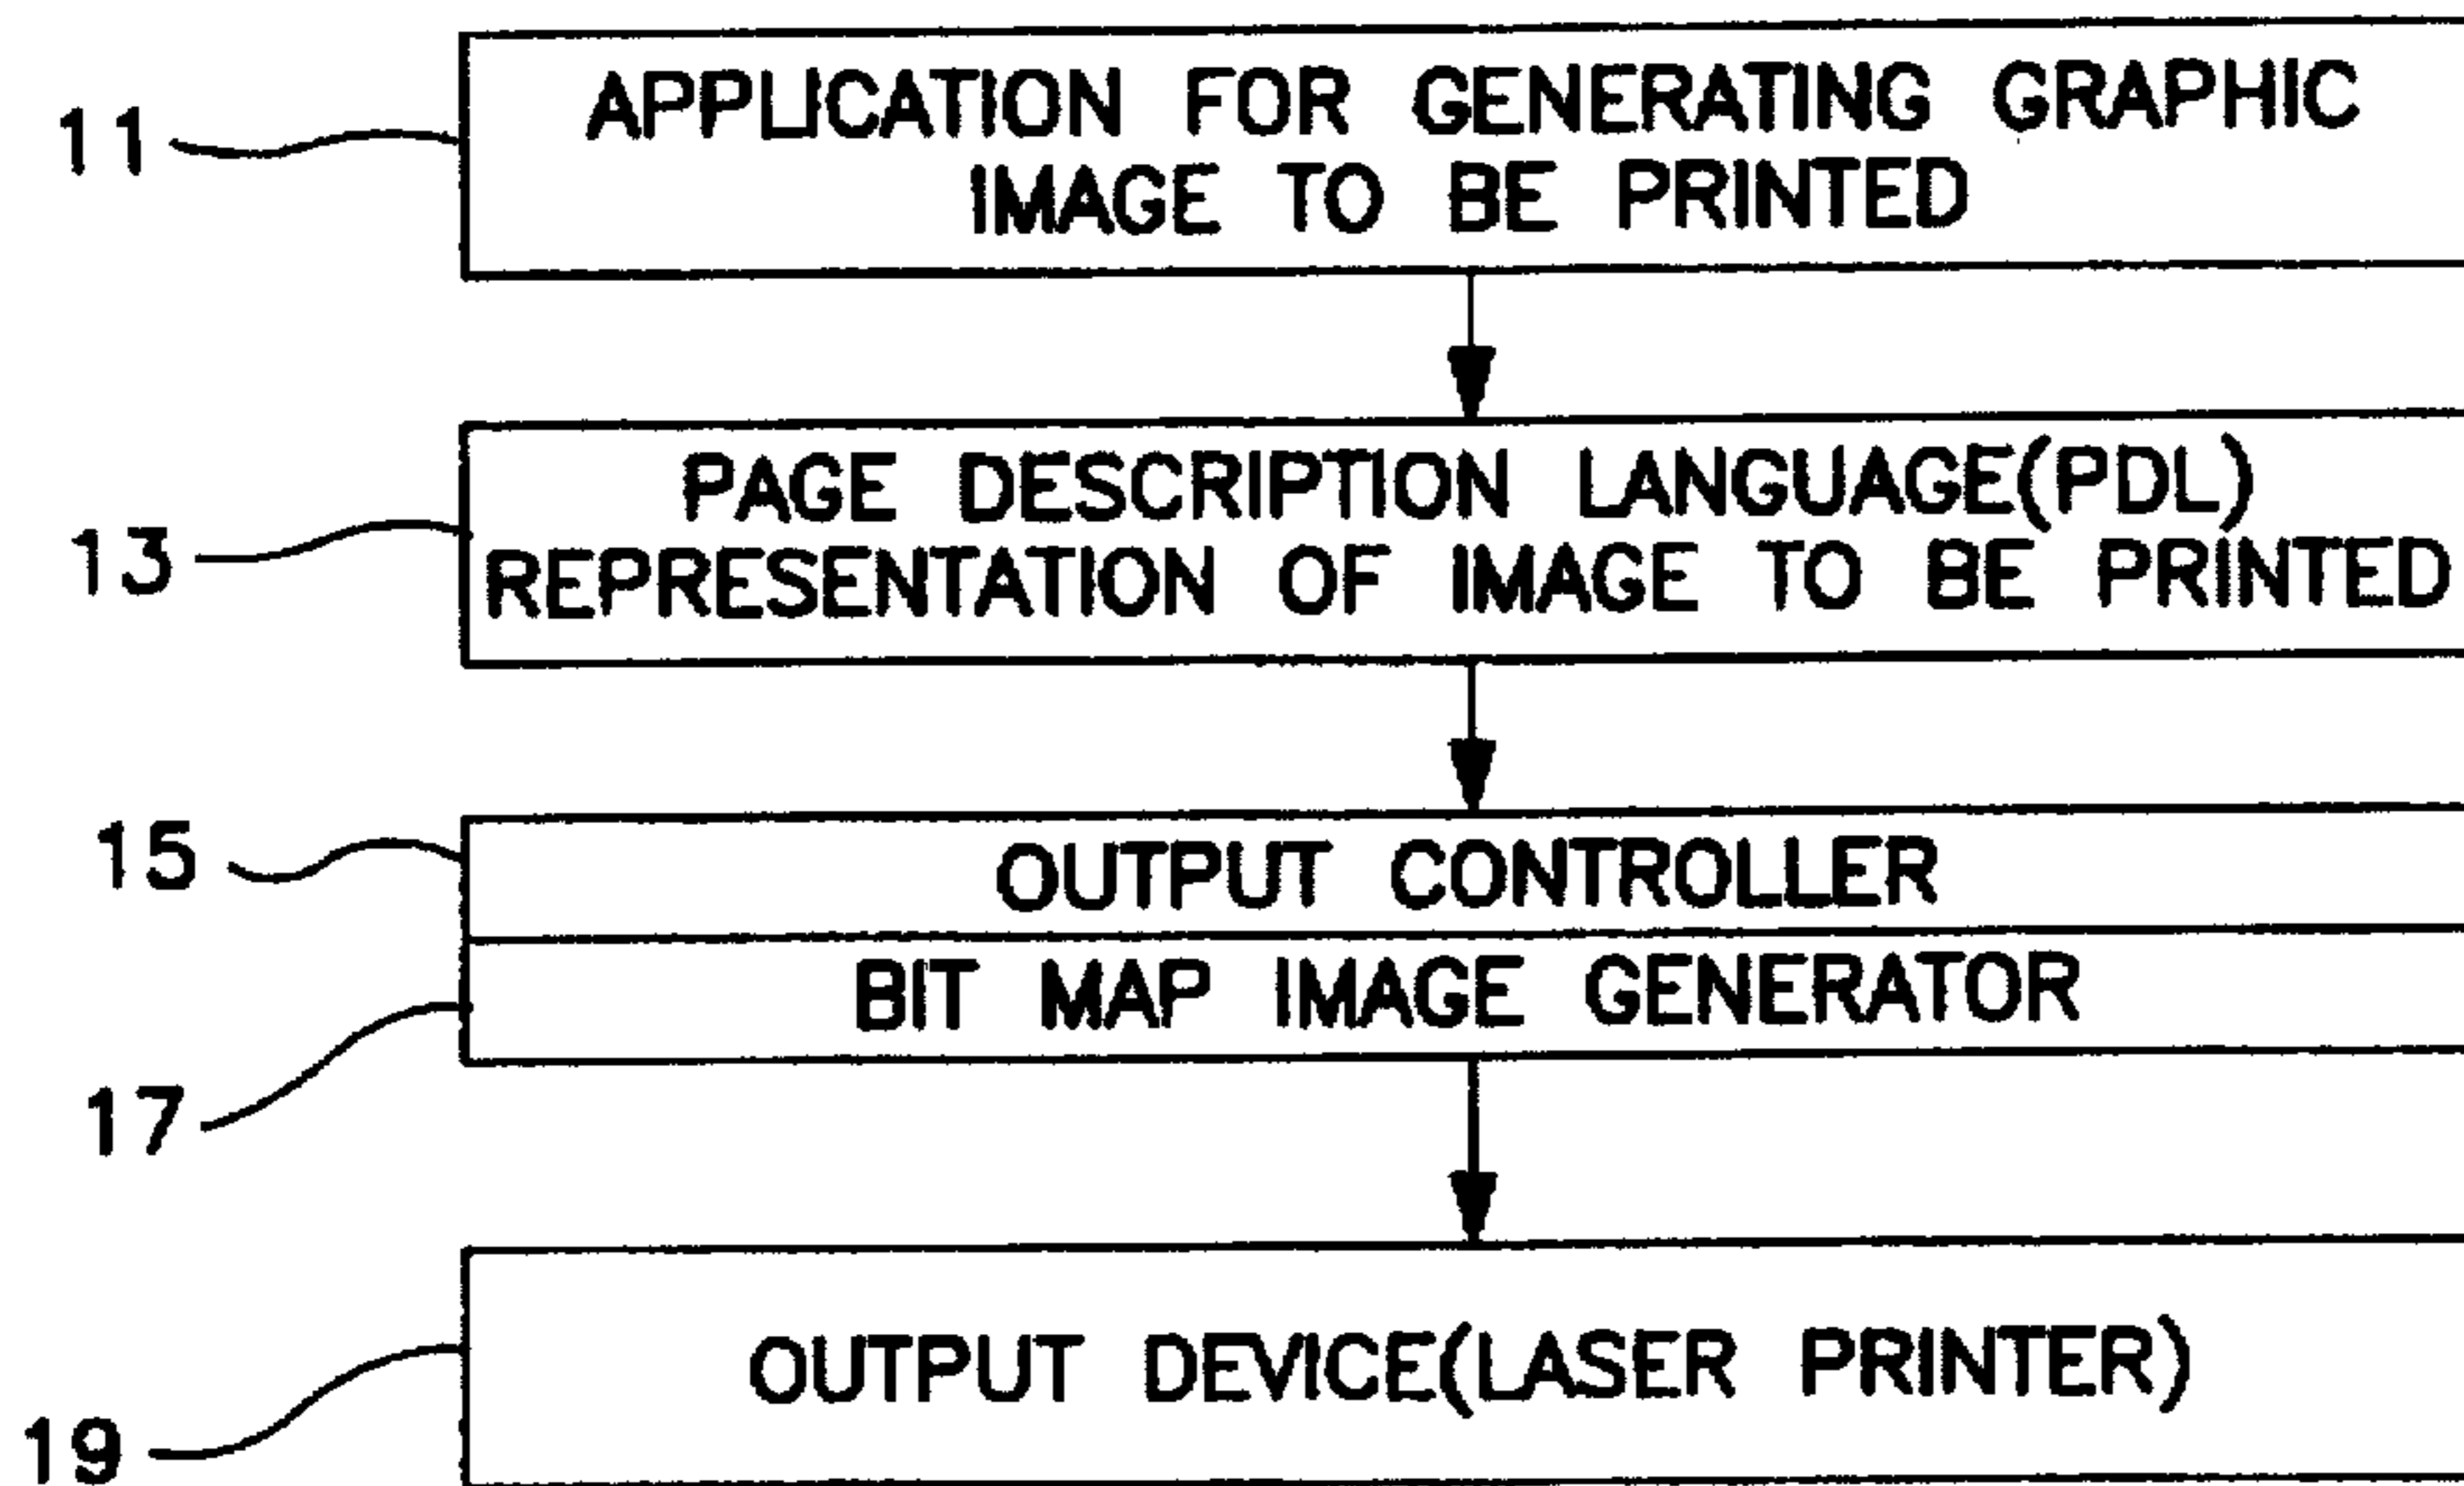 11
APPLICATION FOR GENERATING GRAPHIC
IMAGE TO BE PRINTED
13
PAGE DESCRIPTION LANGUAGE(PDL)
REPRESENTATION OF IMAGE TO BE PRINTED
15
OUTPUT CONTROLLER
17
BIT MAP IMAGE GENERATOR
19
OUTPUT DEVICE(LASER PRINTER)